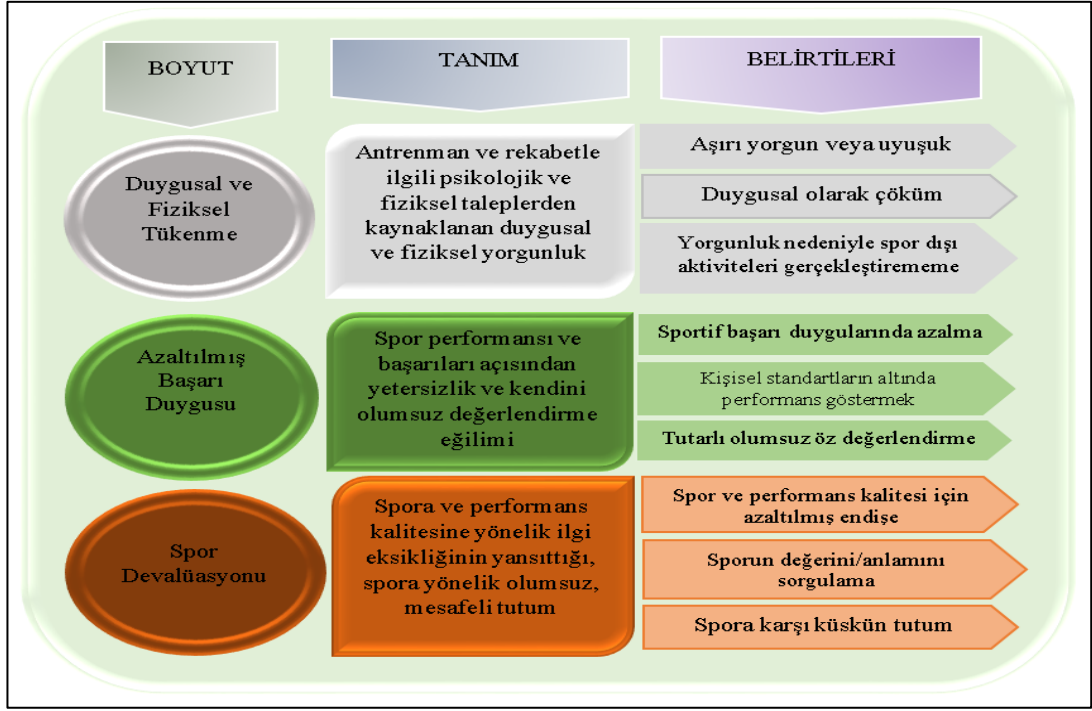 BOYUT
TANIM
BELİRTİLERİ
Duygusal ve
Fiziksel
Tükenme
Antrenman ve rekabetle
ilgili psikolojik ve
fiziksel taleplerden
kaynaklanan duygusal
ve fiziksel yorgunluk
Aşırı yorgun veya uyuşuk
Duygusal olarak çöküm
Yorgunluk nedeniyle spor dışı
aktiviteleri gerçekleştirememe
Azaltılmış
Başarı
Duygusu
Spor performansı ve
başarıları açısından
yetersizlik ve kendini
olumsuz değerlendirme
eğilimi
Sportif başarı duygularında azalma
Kişisel standartların altında
performans göstermek
Tutarlı olumsuz öz değerlendirme
Spor
Devalüasyonu
Spora ve performans
kalitesine yönelik ilgi
eksikliğinin yansıttığı,
spora yönelik olumsuz,
mesafeli tutum
Spor ve performans kalitesi için
azaltılmış endişe
Sporun değerini/anlamını
sorgulama
Spora karşı küskün tutum